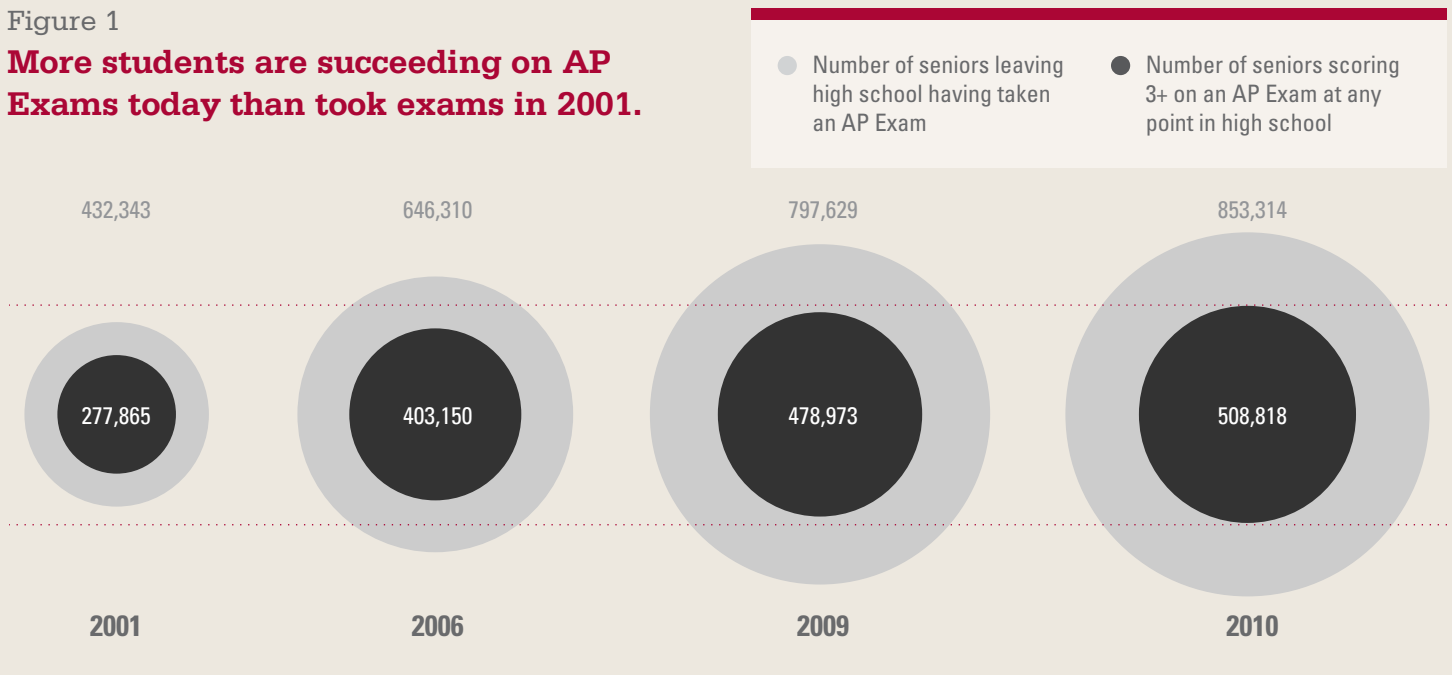 Figure 1
More students are succeeding on AP
Exams today than took exams in 2001.
Number of seniors leaving
high school having taken
an AP Exam
Number of seniors scoring
3+ on an AP Exam at any
point in high school
432,343
646,310
797,629
853,314
277,865
403,150
478,973
508,818
2001
2006
2009
2010